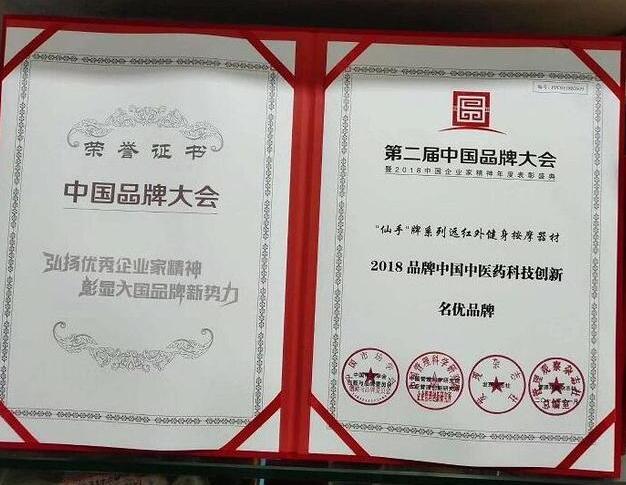 荣誉证书
中国品牌大会
弘扬优秀企业家精神
彰显大国品牌新势力
编号:
第二届中国品牌大会
暨2018中国企业家精神年度表彰盛典
"仙手"牌系列远红外健身按摩器材
2018 品牌中国中医药科技创新
名优品牌